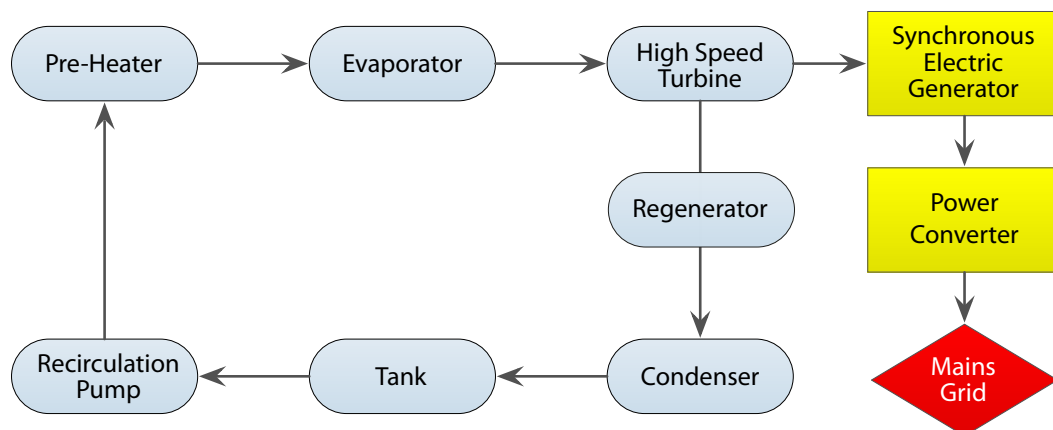 Pre-Heater
Evaporator
High Speed
Turbine
Synchronous
Electric
Generator
Regenerator
Power
Converter
Recirculation
Pump
Tank
Condenser
Mains
Grid